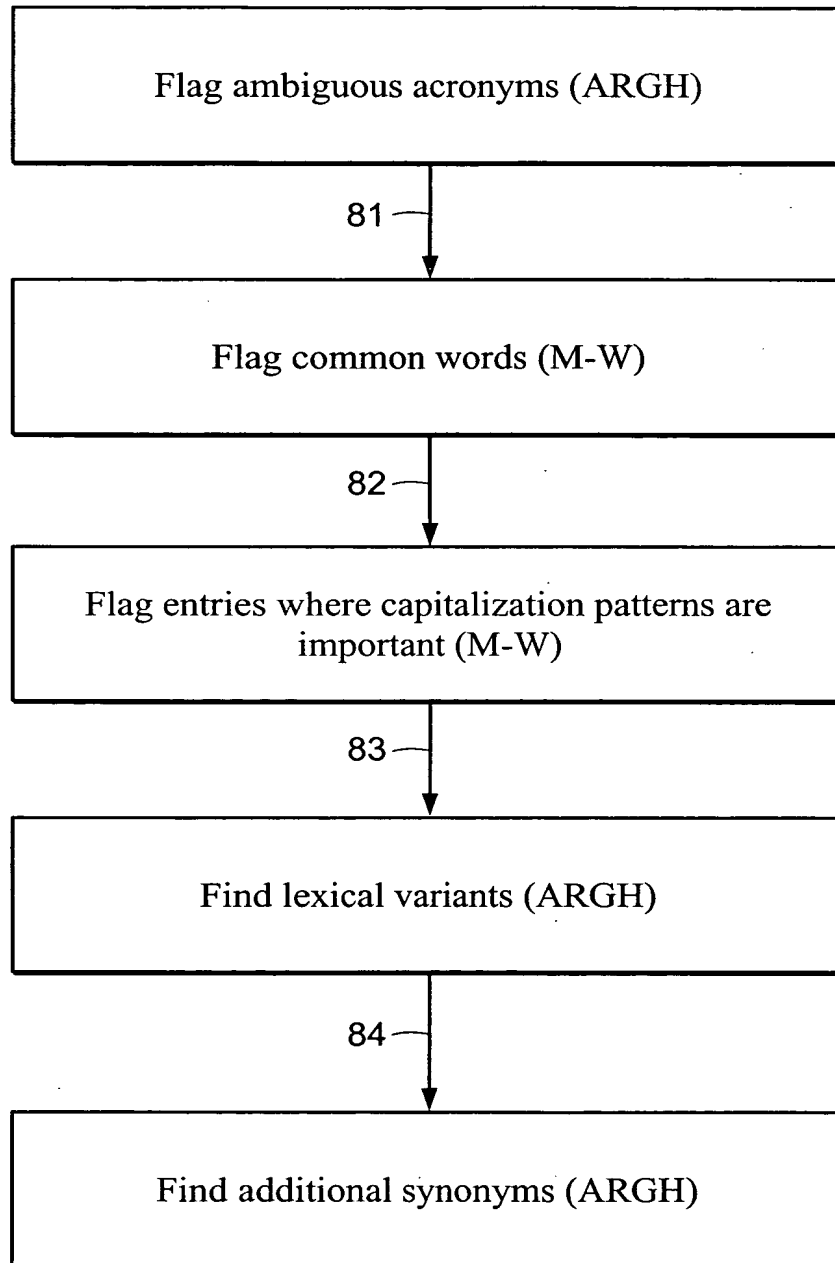 Flag ambiguous acronyms (ARGH)
81
Flag common words (M-W)
82
Flag entries where capitalization patterns are
important (M-W)
83
Find lexical variants (ARGH)
84
Find additional synonyms (ARGH)